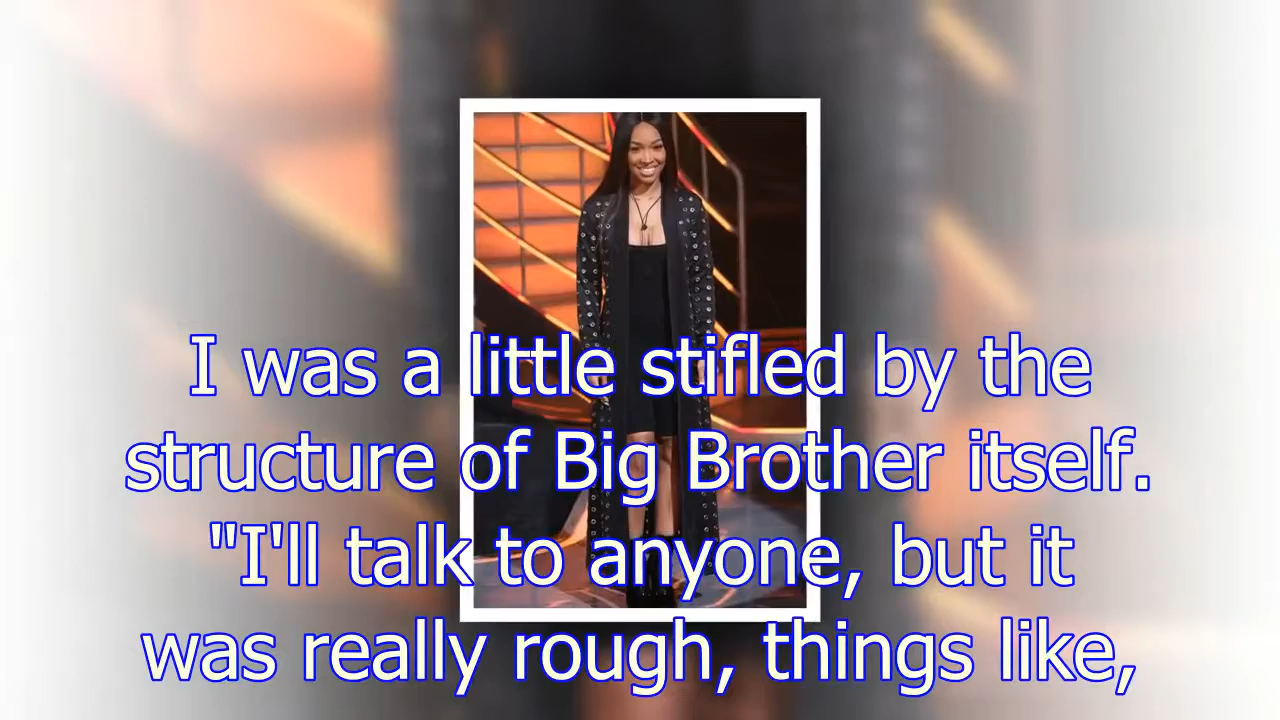 I was a little stifled by the
structure of Big Brother itself.
"I'll talk to anyone, but it
was really rough, things like,